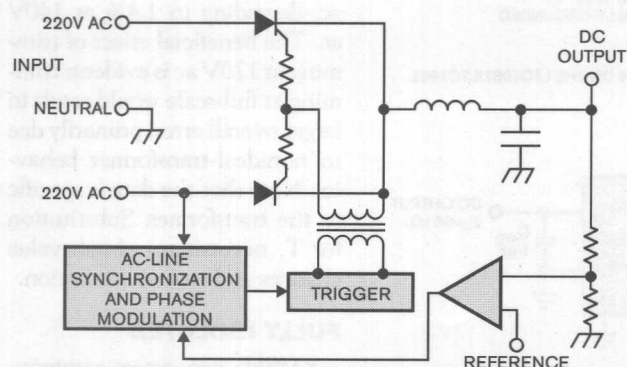 220V AC
INPUT
NEUTRAL
220V AC
DC
OUTPUT
AC-LINE
SYNCHRONIZATION
AND PHASE
MODULATION
TRIGGER
REFERENCE